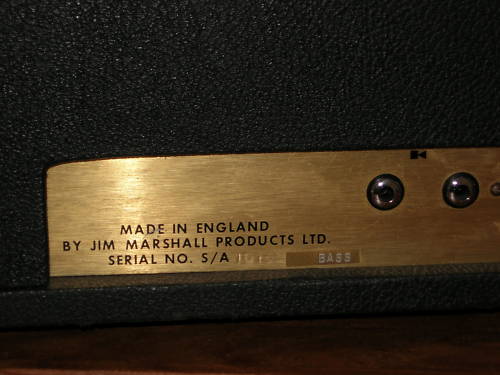 MADE IN ENGLAND
BY JIM MARSHALL PRODUCTS LTD.
SERIAL NO. S/A BASS